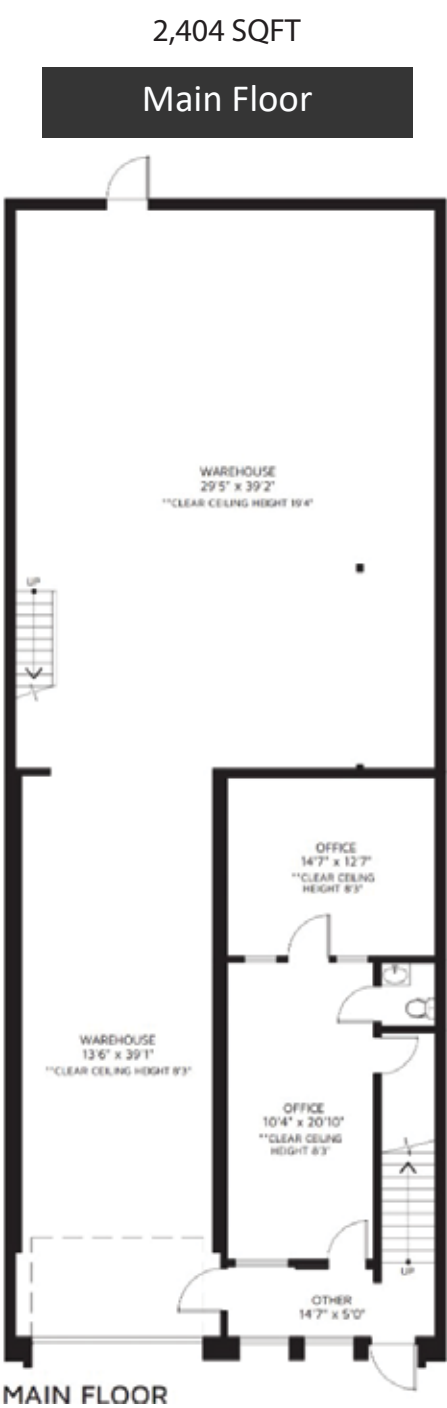 2,404 SQFT
Main Floor
WAREHOUSE
29'5" x 39'2"
**CLEAR CEILING HEIGHT 19'4"
UP
OFFICE
14'7" x 12'7"
**CLEAR CEILING
HEIGHT 8'3"
WAREHOUSE
13'6" x 39'1"
**CLEAR CEILING HEIGHT 8'3"
OFFICE
10'4" x 20'10"
**CLEAR CEILING
HEIGHT 8'3"
UP
OTHER
14'7" x 5'0"
MAIN FLOOR